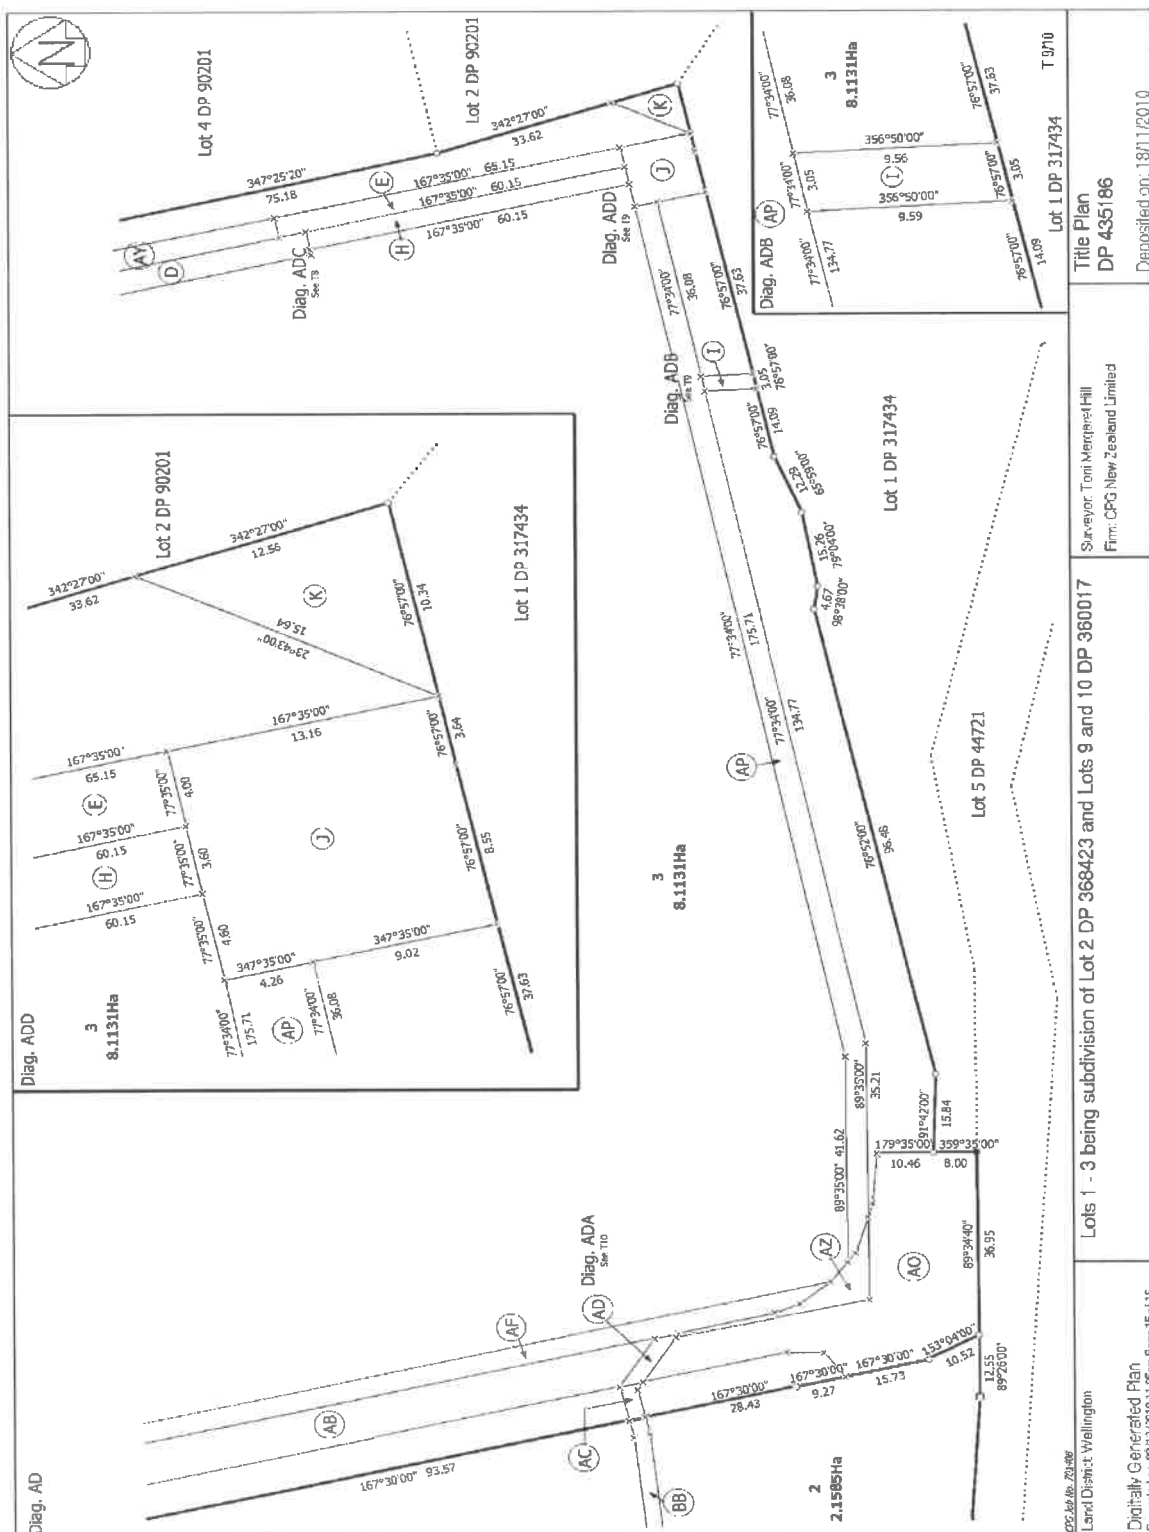 Diag. AD
Diag. ADD
N
Lot 4 DP 90201
Lot 2 DP 90201
347°25'20"
75.18
342°27'00"
33.62
167°35'00" 65.15
167°35'00" 60.15
167°35'00" 60.15
AY
D
E
H
K
J
Diag. ADC
See T8
Diag. ADD
See T9
3
8.1131Ha
Lot 2 DP 90201
Lot 1 DP 317434
342°27'00"
33.62
342°27'00"
12.56
23°43'00"
15.64
K
76°57'00"
10.34
167°35'00"
65.15
E
167°35'00"
60.15
H
167°35'00"
60.15
77°35'00"
4.00
77°35'00"
3.60
77°35'00"
4.60
167°35'00"
13.16
J
76°57'00"
3.64
76°57'00"
8.55
347°35'00"
4.26
347°35'00"
9.02
77°34'00"
175.71
AP
77°34'00"
36.08
76°57'00"
37.63
Diag. ADB
AP
77°34'00"
36.08
3
8.1131Ha
77°34'00"
3.05
77°34'00"
134.77
356°50'00"
9.56
I
356°50'00"
9.59
76°57'00"
37.63
76°57'00"
3.05
76°57'00"
14.09
Lot 1 DP 317434
T 9/10
77°34'00"
36.08
76°57'00"
37.63
Diag. ADB
See T9
I
3.05
76°57'00"
76°57'00"
14.09
12.29
65°59'00"
15.26
79°04'00"
4.67
98°38'00"
Lot 1 DP 317434
77°34'00"
175.71
77°34'00"
134.77
AP
76°52'00"
96.46
3
8.1131Ha
Lot 5 DP 44721
89°35'00" 41.62
89°35'00"
35.21
91°42'00"
15.84
179°35'00"
10.46
359°35'00"
8.00
89°34'40"
36.95
Diag. ADA
See T10
AZ
AO
AD
AF
AB
AC
BB
167°30'00" 93.57
167°30'00"
28.43
167°30'00"
9.27
167°30'00"
15.73
153°04'00"
10.52
12.55
89°26'00"
2
2.1585Ha
Land District: Wellington
Digitally Generated Plan
Lots 1 - 3 being subdivision of Lot 2 DP 368423 and Lots 9 and 10 DP 360017
Surveyor: Toni Margaret Hill
Firm: CPG New Zealand Limited
Title Plan
DP 435186
Deposited on: 18/11/2010